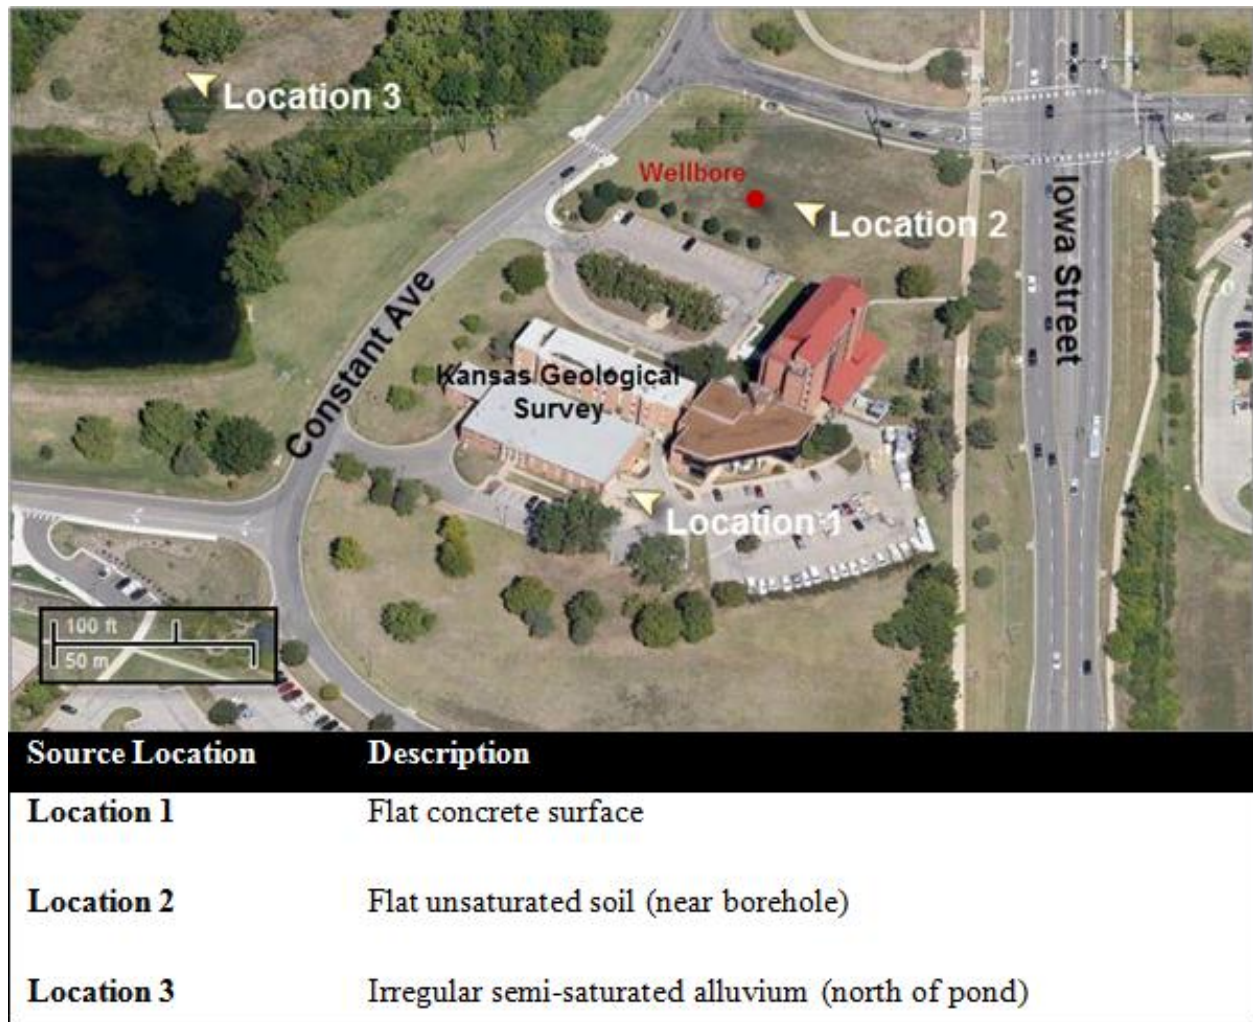 Location 3
Wellbore
Location 2
Iowa Street
Constant Ave
Kansas Geological
Survey
Location 1
100 ft
50 m
Source Location Description
Location 1 Flat concrete surface
Location 2 Flat unsaturated soil (near borehole)
Location 3 Irregular semi-saturated alluvium (north of pond)